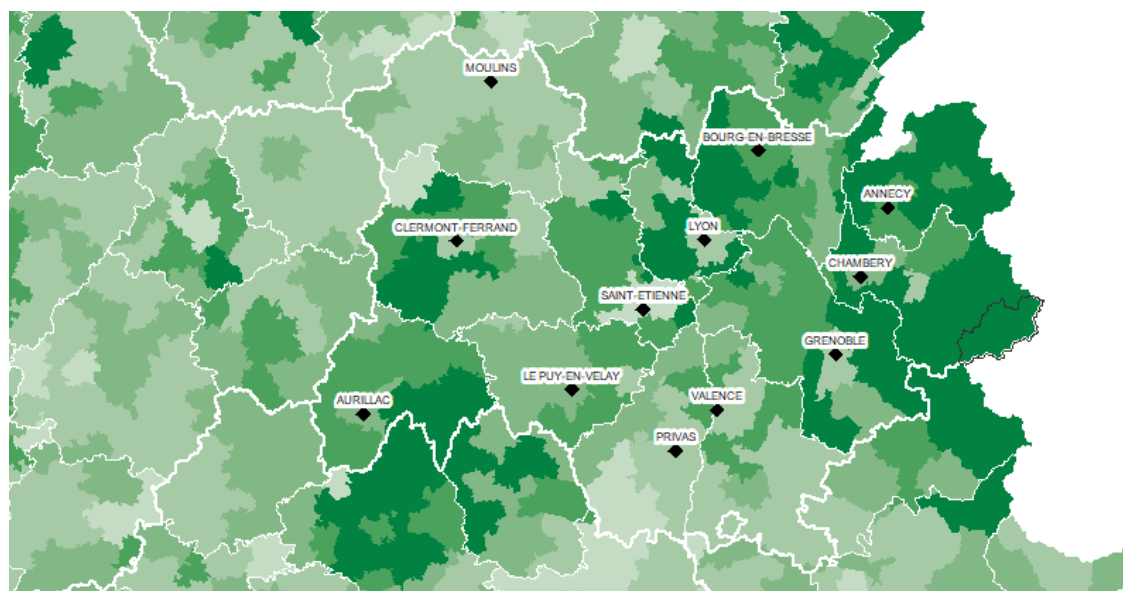 MOULINS
BOURG-EN-BRESSE
ANNECY
CLERMONT-FERRAND
LYON
CHAMBERY
SAINT-ETIENNE
GRENOBLE
LE PUY-EN-VELAY
AURILLAC
VALENCE
PRIVAS